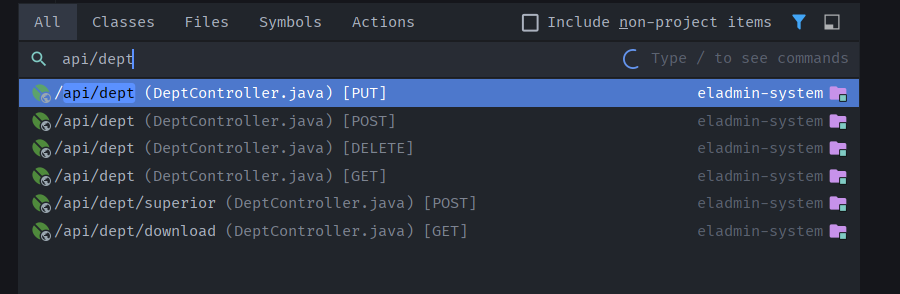 All Classes Files Symbols Actions Include non-project items
api/dept Type / to see commands
/api/dept (DeptController.java) [PUT] eladmin-system
/api/dept (DeptController.java) [POST] eladmin-system
/api/dept (DeptController.java) [DELETE] eladmin-system
/api/dept (DeptController.java) [GET] eladmin-system
/api/dept/superior (DeptController.java) [POST] eladmin-system
/api/dept/download (DeptController.java) [GET] eladmin-system